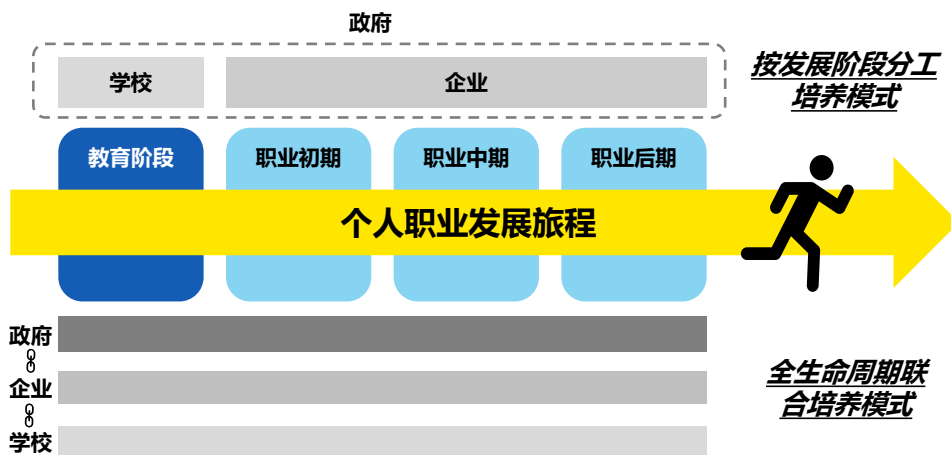 政府
学校
企业
按发展阶段分工
培养模式
教育阶段
职业初期
职业中期
职业后期
个人职业发展旅程
政府
企业
学校
全生命周期联
合培养模式